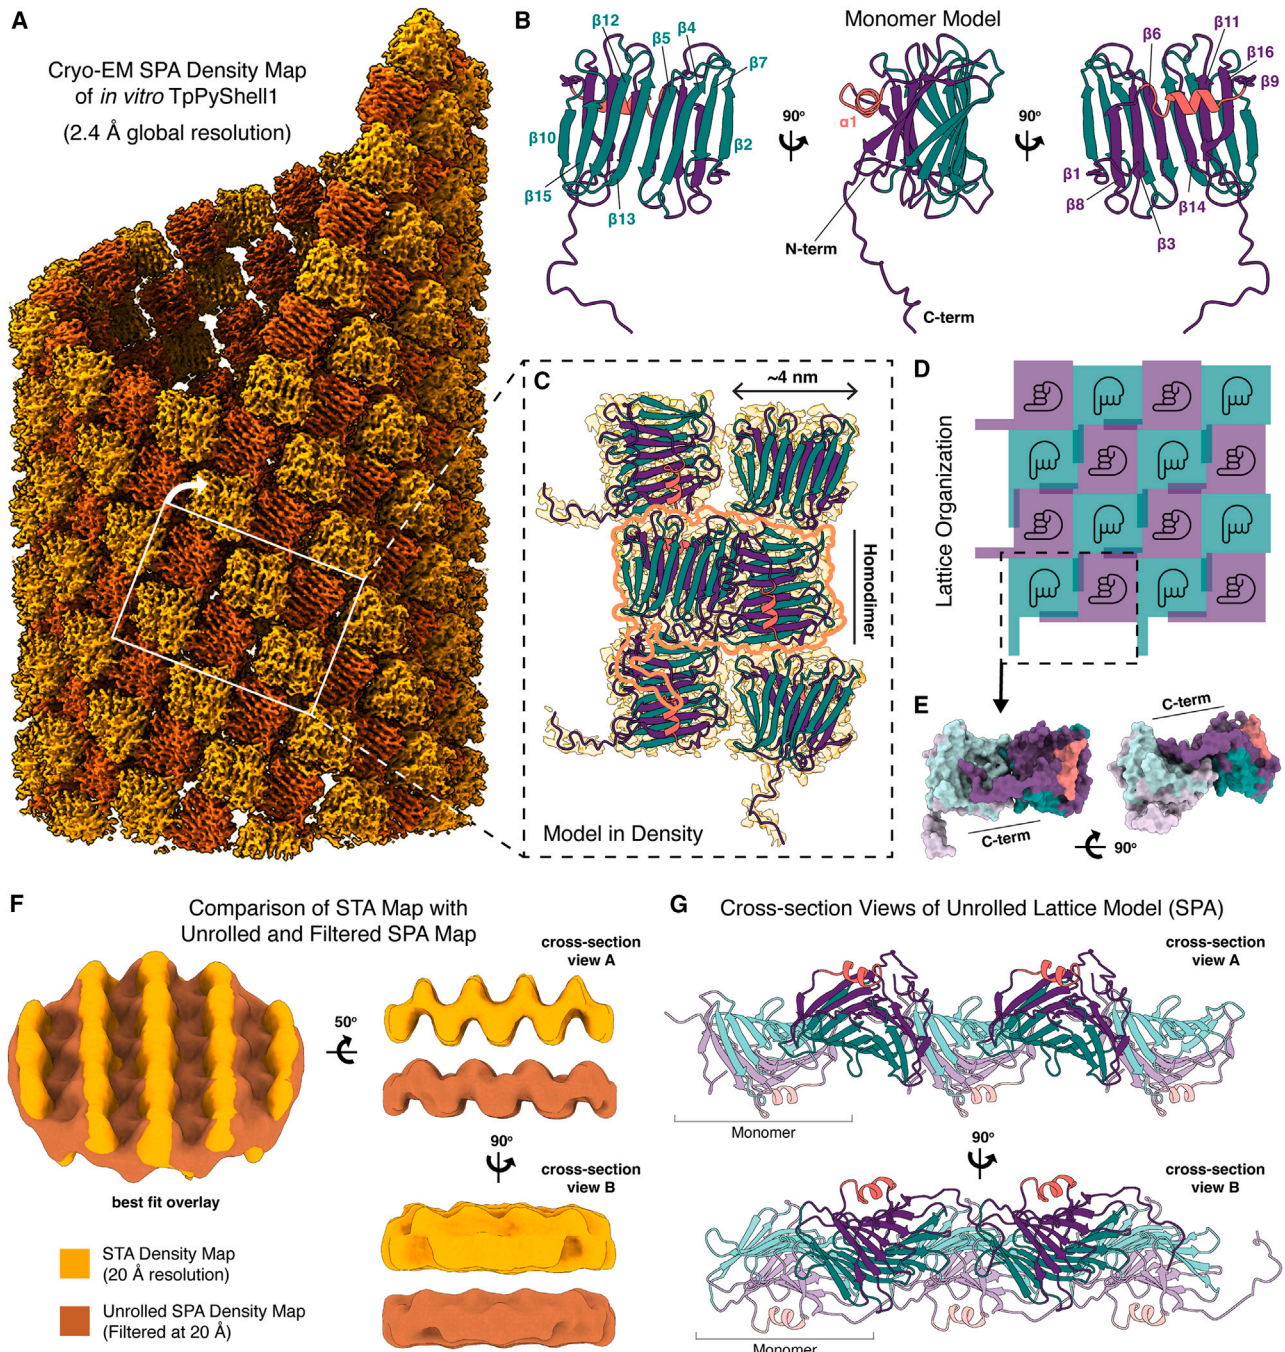 A
Cryo-EM SPA Density Map
of in vitro TpPyShell1
(2.4 Å global resolution)
B
Monomer Model
β12
β5
β4
β7
β10
β2
β15
β13
90°
α1
N-term
C-term
90°
β6
β11
β16
β9
β1
β8
β14
β3
C
~4 nm
Homodimer
Model in Density
D
Lattice Organization
E
C-term
C-term
90°
F
Comparison of STA Map with
Unrolled and Filtered SPA Map
cross-section
view A
50°
90°
cross-section
view B
best fit overlay
STA Density Map
(20 Å resolution)
Unrolled SPA Density Map
(Filtered at 20 Å)
G
Cross-section Views of Unrolled Lattice Model (SPA)
cross-section
view A
Monomer
90°
cross-section
view B
Monomer